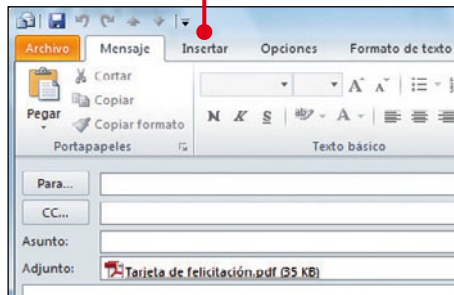 Archivo Mensaje Insertar Opciones Formato de texto
Cortar
Copiar
Pegar
Copiar formato
N K S A
Portapapeles Texto básico
Para...
CC...
Asunto:
Adjunto: Tarjeta de felicitación.pdf (35 KB)